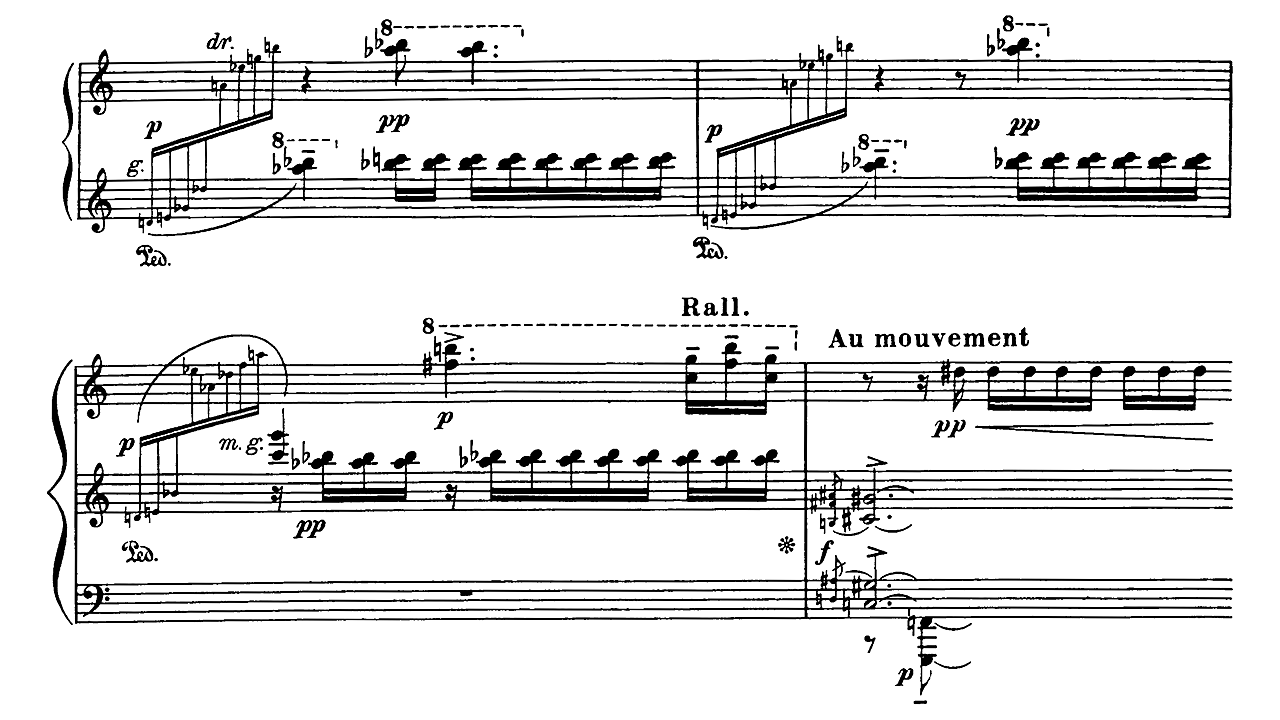 dr. 8 8
p pp p pp
g. 8 8
Ped. Ped.
Rall.
8 Au mouvement
p m. g. p pp
pp
Ped. f
p